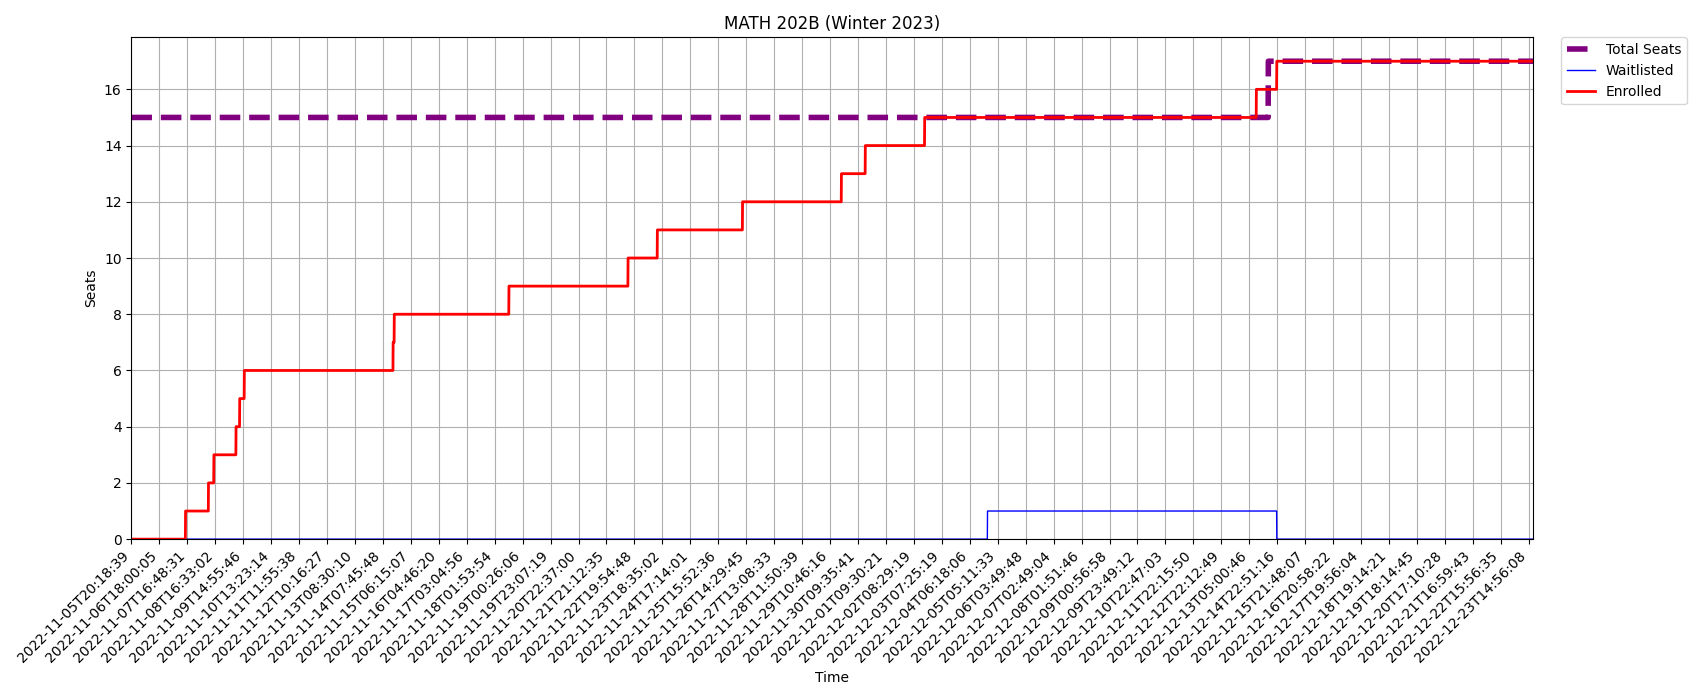 MATH 202B (Winter 2023)
Total Seats
Waitlisted
Enrolled
Seats
16
14
12
10
8
6
4
2
0
2022-11-05T20:18:39
2022-11-06T18:00:05
2022-11-07T16:48:31
2022-11-08T16:33:02
2022-11-09T14:55:46
2022-11-10T13:23:14
2022-11-11T11:55:38
2022-11-12T10:16:27
2022-11-13T08:30:10
2022-11-14T07:45:48
2022-11-15T06:15:07
2022-11-16T04:46:20
2022-11-17T03:04:56
2022-11-18T01:53:54
2022-11-19T00:26:06
2022-11-19T23:07:19
2022-11-20T22:37:00
2022-11-21T21:12:35
2022-11-22T19:54:48
2022-11-23T18:35:02
2022-11-24T17:14:01
2022-11-25T15:52:36
2022-11-26T14:29:45
2022-11-27T13:08:33
2022-11-28T11:50:39
2022-11-29T10:46:16
2022-11-30T09:35:41
2022-12-01T09:30:21
2022-12-02T08:29:19
2022-12-03T07:25:19
2022-12-04T06:18:06
2022-12-05T05:11:33
2022-12-06T03:49:48
2022-12-07T02:49:04
2022-12-08T01:51:46
2022-12-09T00:56:58
2022-12-09T23:49:12
2022-12-10T22:47:03
2022-12-11T22:15:50
2022-12-12T22:12:49
2022-12-13T05:00:46
2022-12-14T22:51:16
2022-12-15T21:48:07
2022-12-16T20:58:22
2022-12-17T19:56:04
2022-12-18T19:14:21
2022-12-19T18:14:45
2022-12-20T17:10:28
2022-12-21T16:59:43
2022-12-22T15:56:35
2022-12-23T14:56:08
Time